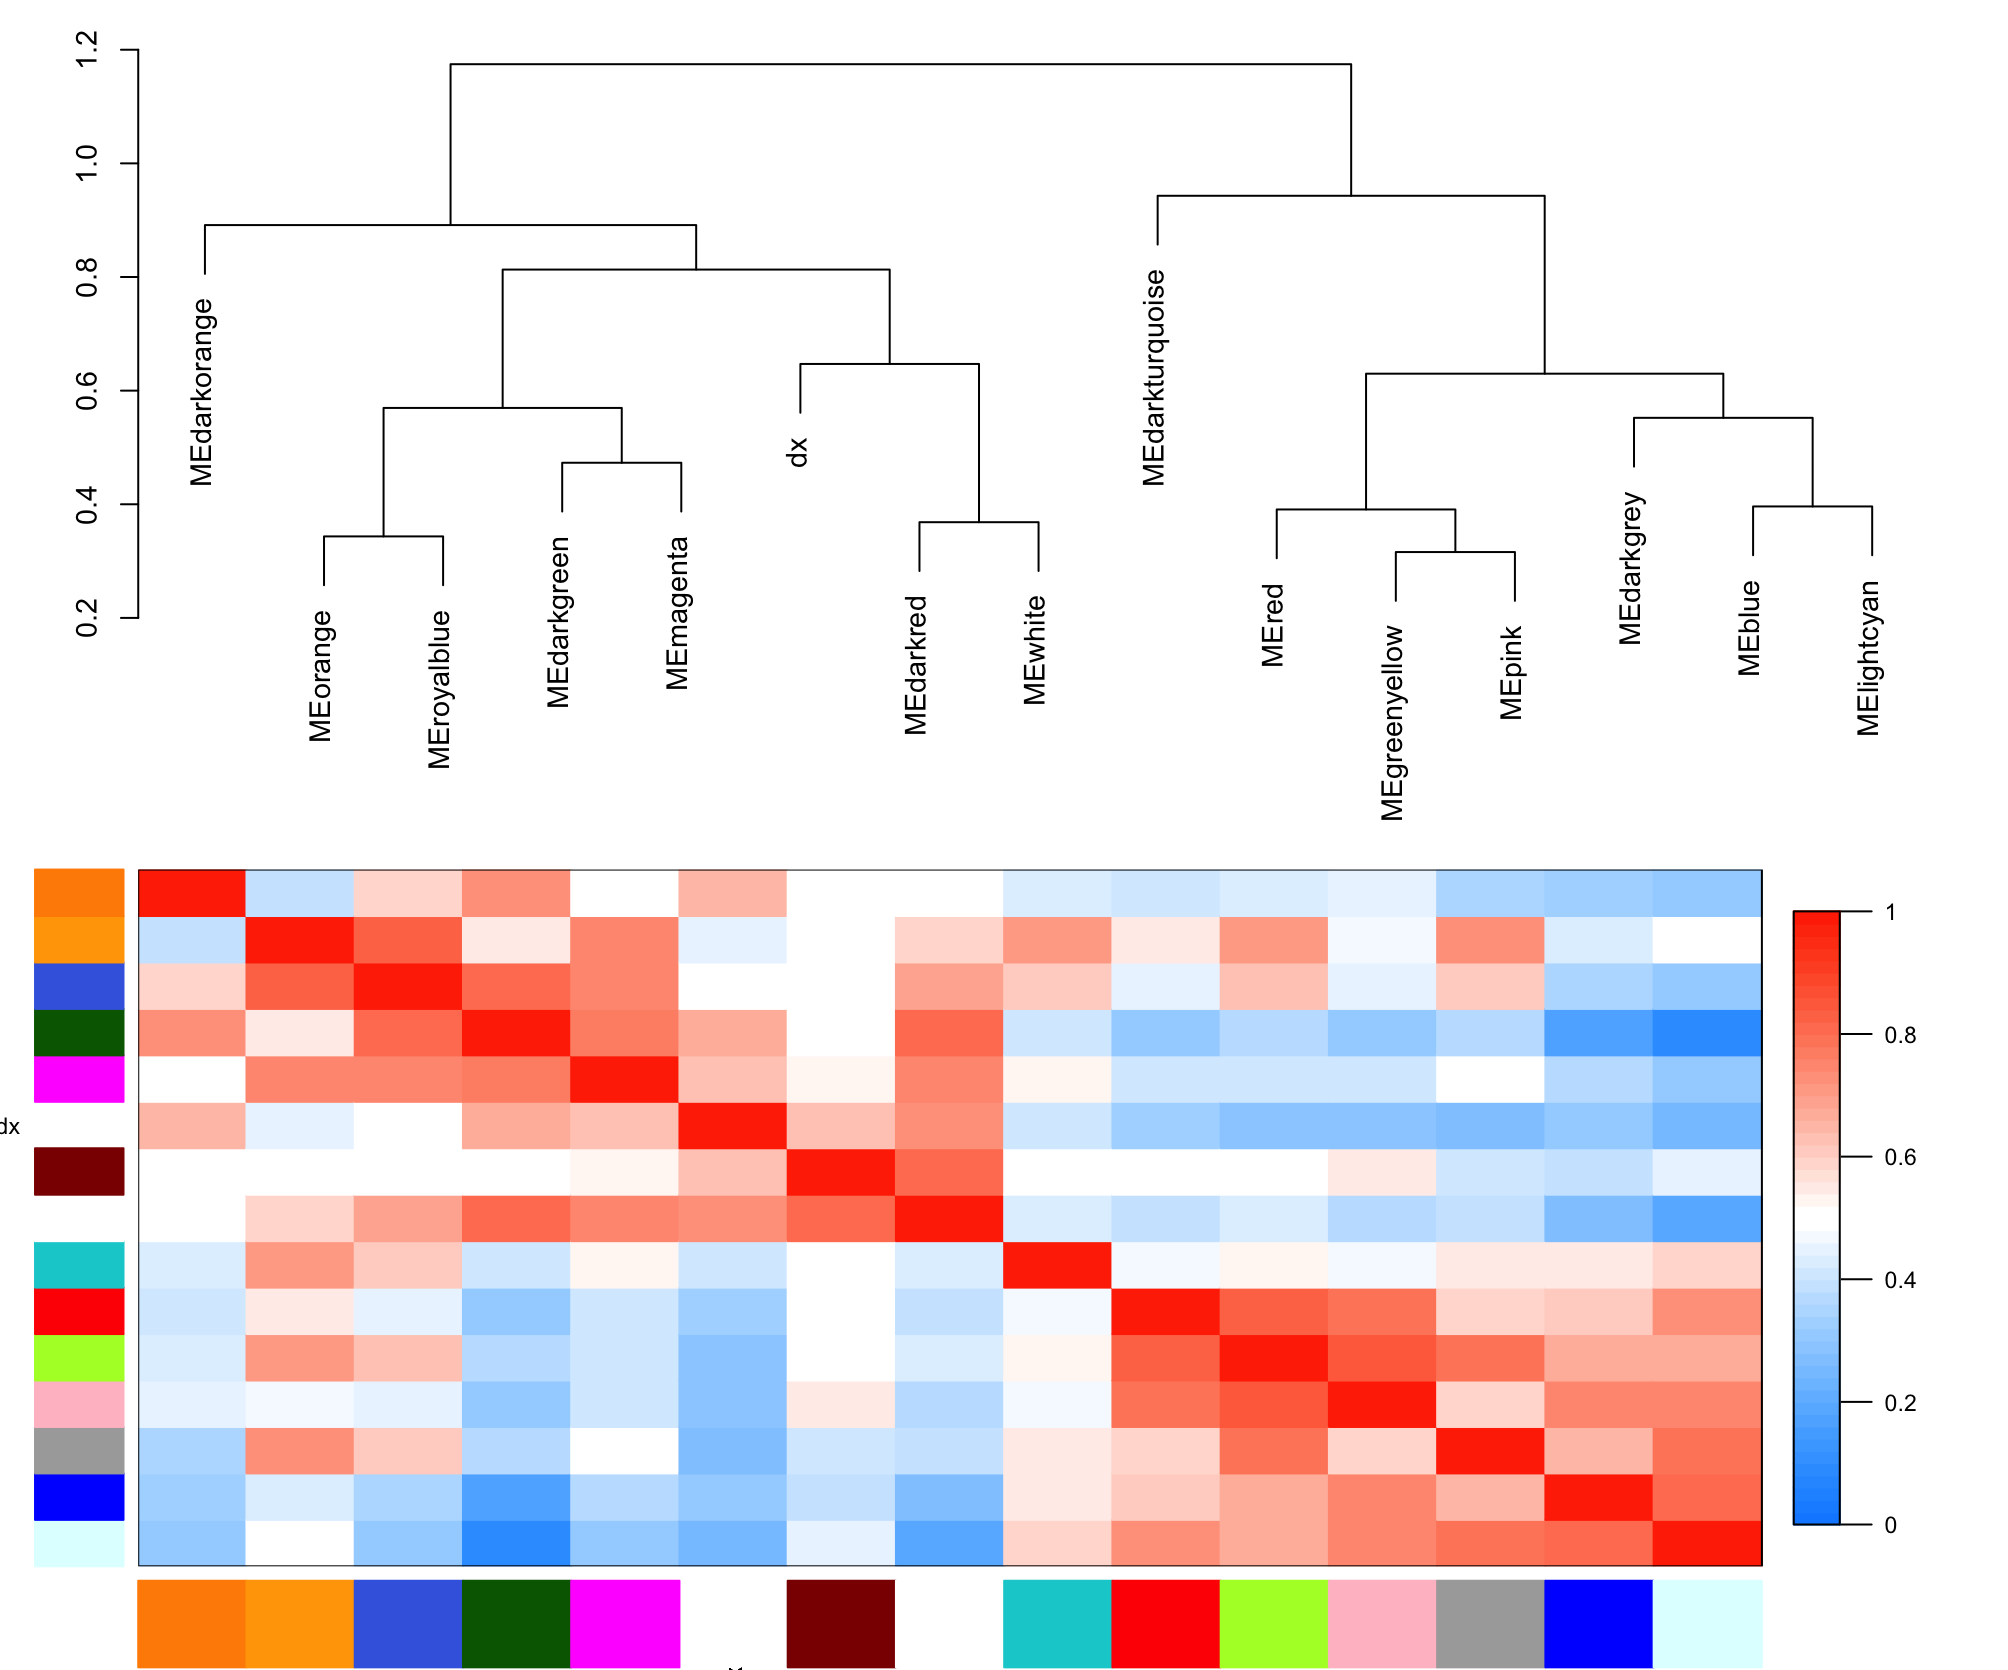 1.2
1.0
0.8
0.6
0.4
0.2
MEdarkorange
MEorange
MEroyalblue
MEdarkgreen
MEmagenta
dx
MEdarkred
MEwhite
MEdarkturquoise
MEred
MEgreenyellow
MEpink
MEdarkgrey
MEblue
MElightcyan
dx
1
0.8
0.6
0.4
0.2
0